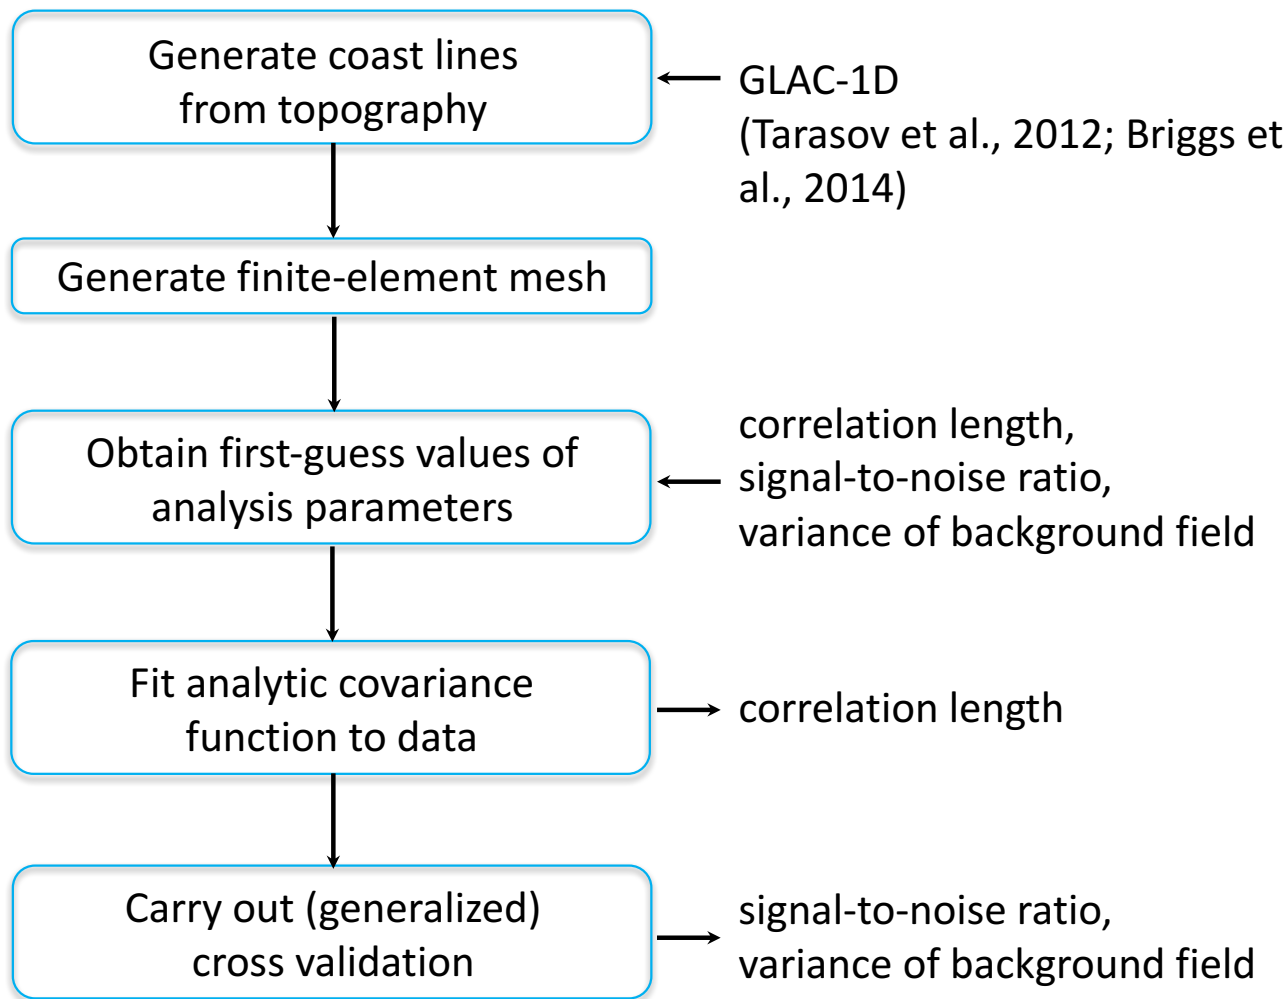 Generate coast lines
from topography
GLAC-1D
(Tarasov et al., 2012; Briggs et
al., 2014)
Generate finite-element mesh
Obtain first-guess values of
analysis parameters
correlation length,
signal-to-noise ratio,
variance of background field
Fit analytic covariance
function to data
correlation length
Carry out (generalized)
cross validation
signal-to-noise ratio,
variance of background field